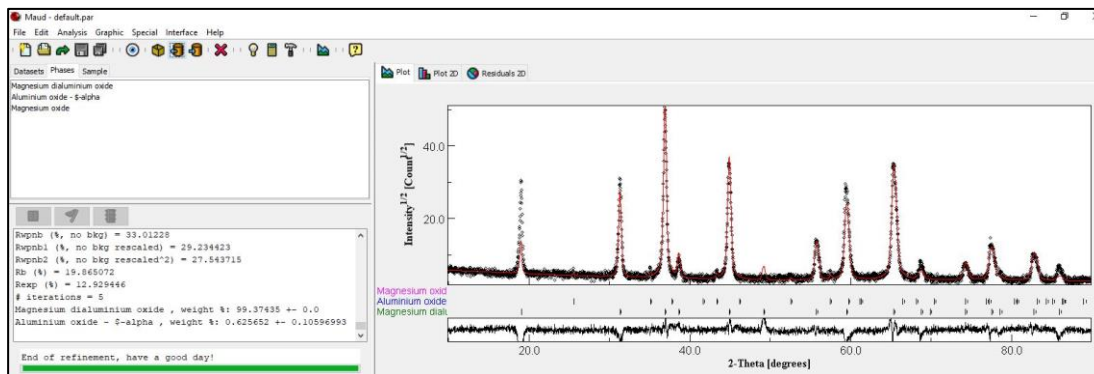 Maud - default.par
File Edit Analysis Graphic Special Interface Help
Datasets Phases Sample
Magnesium dialuminium oxide
Aluminium oxide - $-alpha
Magnesium oxide
Rwpnb (%, no bkg) = 33.01228
Rwpnb1 (%, no bkg rescaled) = 29.234423
Rwpnb2 (%, no bkg rescaled^2) = 27.543715
Rb (%) = 19.865072
Rexp (%) = 12.929446
# iterations = 5
Magnesium dialuminium oxide , weight %: 99.37435 +- 0.0
Aluminium oxide - $-alpha , weight %: 0.625652 +- 0.10596993
End of refinement, have a good day!
Plot Plot 2D Residuals 2D
Intensity^1/2 [Count^1/2]
40.0
20.0
Magnesium oxid
Aluminium oxide
Magnesium dialu
20.0 40.0 60.0 80.0
2-Theta [degrees]